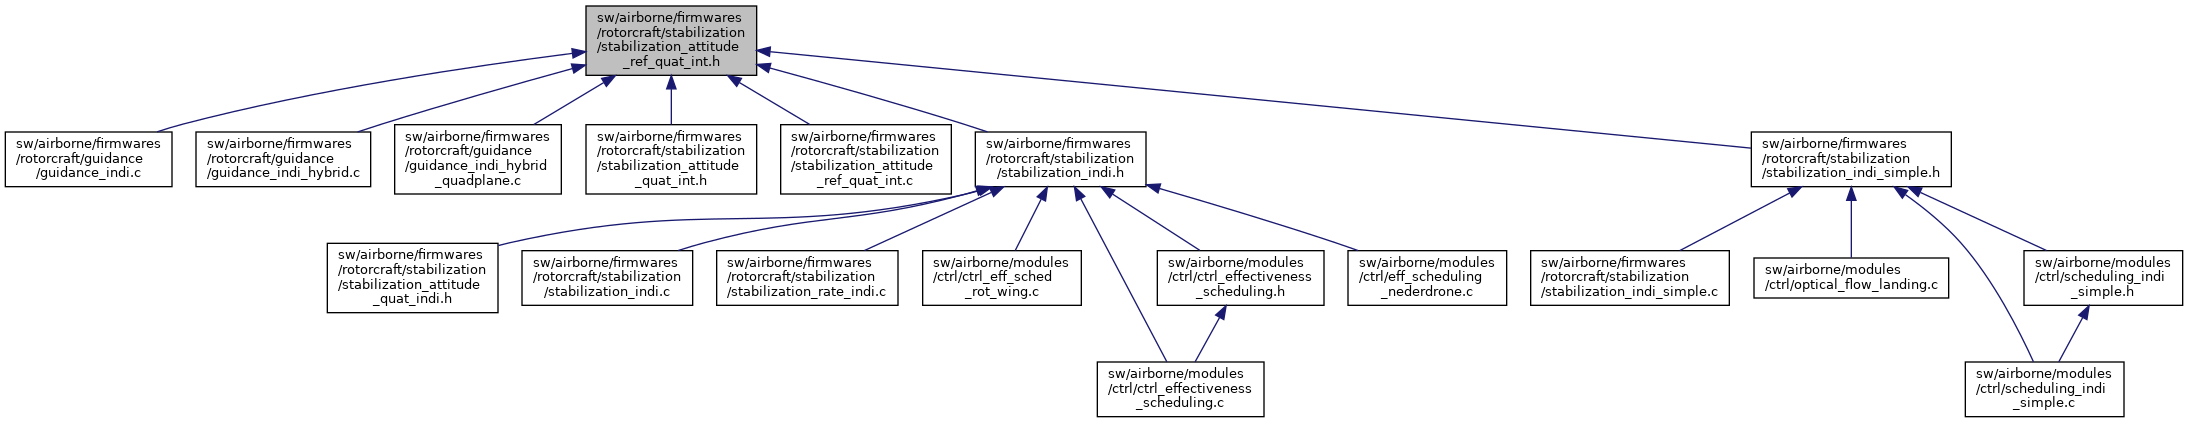 sw/airborne/firmwares
/rotorcraft/stabilization
/stabilization_attitude
_ref_quat_int.h
sw/airborne/firmwares
/rotorcraft/guidance
/guidance_indi.c
sw/airborne/firmwares
/rotorcraft/guidance
/guidance_indi_hybrid.c
sw/airborne/firmwares
/rotorcraft/guidance
/guidance_indi_hybrid
_quadplane.c
sw/airborne/firmwares
/rotorcraft/stabilization
/stabilization_attitude
_quat_int.h
sw/airborne/firmwares
/rotorcraft/stabilization
/stabilization_attitude
_ref_quat_int.c
sw/airborne/firmwares
/rotorcraft/stabilization
/stabilization_indi.h
sw/airborne/firmwares
/rotorcraft/stabilization
/stabilization_indi_simple.h
sw/airborne/firmwares
/rotorcraft/stabilization
/stabilization_attitude
_quat_indi.h
sw/airborne/firmwares
/rotorcraft/stabilization
/stabilization_indi.c
sw/airborne/firmwares
/rotorcraft/stabilization
/stabilization_rate_indi.c
sw/airborne/modules
/ctrl/ctrl_eff_sched
_rot_wing.c
sw/airborne/modules
/ctrl/ctrl_effectiveness
_scheduling.h
sw/airborne/modules
/ctrl/eff_scheduling
_nederdrone.c
sw/airborne/firmwares
/rotorcraft/stabilization
/stabilization_indi_simple.c
sw/airborne/modules
/ctrl/optical_flow_landing.c
sw/airborne/modules
/ctrl/scheduling_indi
_simple.h
sw/airborne/modules
/ctrl/ctrl_effectiveness
_scheduling.c
sw/airborne/modules
/ctrl/scheduling_indi
_simple.c